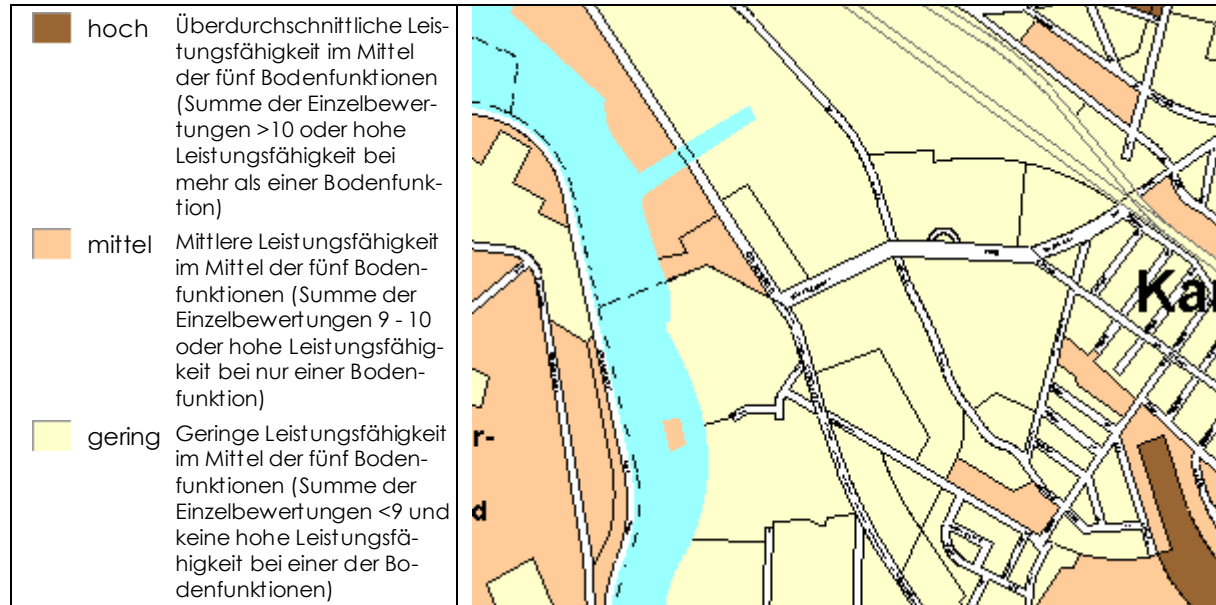 hoch
Überdurchschnittliche Leis-
tungsfähigkeit im Mittel
der fünf Bodenfunktionen
(Summe der Einzelbewer-
tungen >10 oder hohe
Leistungsfähigkeit bei
mehr als einer Bodenfunk-
tion)
mittel
Mittlere Leistungsfähigkeit
im Mittel der fünf Boden-
funktionen (Summe der
Einzelbewertungen 9 - 10
oder hohe Leistungsfähig-
keit bei nur einer Boden-
funktion)
gering
Geringe Leistungsfähigkeit
im Mittel der fünf Boden-
funktionen (Summe der
Einzelbewertungen <9 und
keine hohe Leistungsfä-
higkeit bei einer der Bo-
denfunktionen)
Kar
r-
d